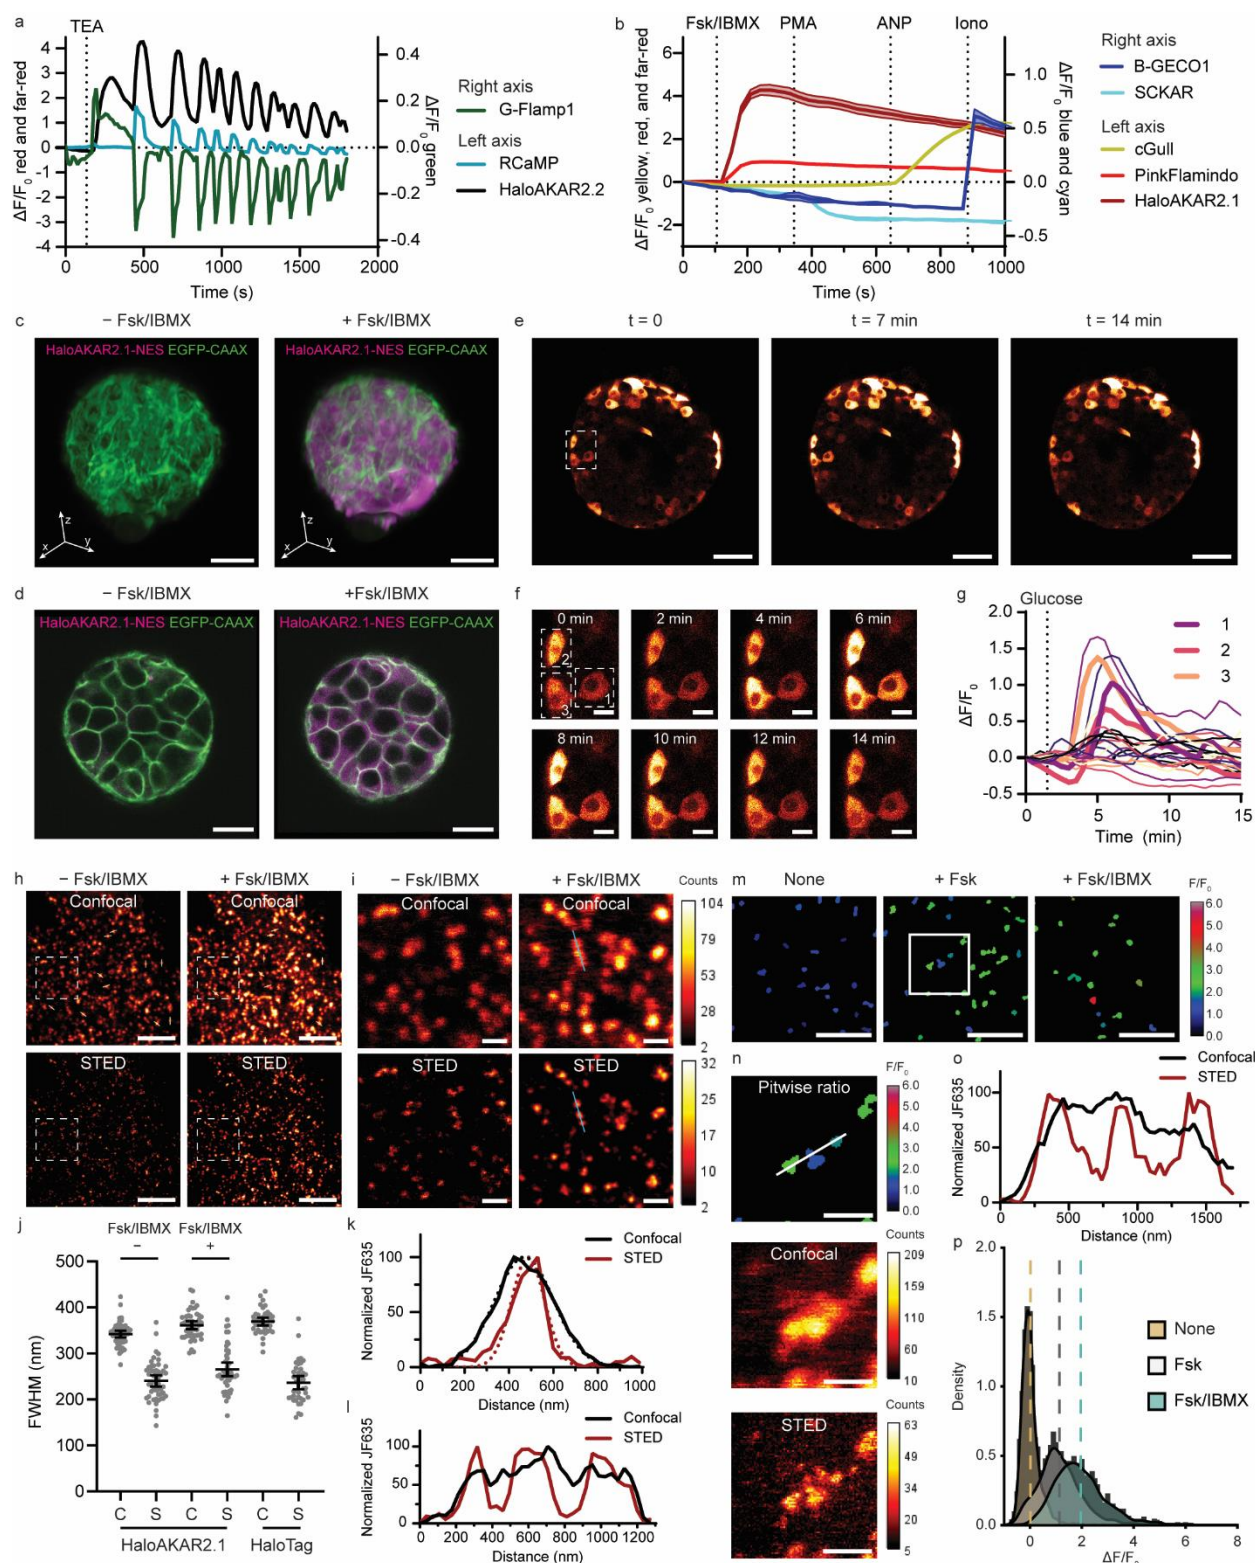 a
TEA
ΔF/F₀ red and far-red
4
3
2
1
0
-1
-2
-3
-4
0.4
0.2
0.0
-0.2
-0.4
ΔF/F₀ green
0 500 1000 1500 2000
Time (s)
Right axis
G-Flamp1
Left axis
RCaMP
HaloAKAR2.2
b
Fsk/IBMX PMA ANP Iono
ΔF/F₀ yellow, red, and far-red
6
4
2
0
-2
1.0
0.5
0.0
-0.5
ΔF/F₀ blue and cyan
0 200 400 600 800 1000
Time (s)
Right axis
B-GECO1
SCKAR
Left axis
cGull
PinkFlamindo
HaloAKAR2.1
c
– Fsk/IBMX + Fsk/IBMX
HaloAKAR2.1-NES EGFP-CAAX HaloAKAR2.1-NES EGFP-CAAX
z
x y
z
x y
e
t = 0 t = 7 min t = 14 min
d
– Fsk/IBMX +Fsk/IBMX
HaloAKAR2.1-NES EGFP-CAAX HaloAKAR2.1-NES EGFP-CAAX
f
0 min 2 min 4 min 6 min
2
1
3
8 min 10 min 12 min 14 min
g
Glucose
ΔF/F₀
2.0
1.5
1.0
0.5
0.0
-0.5
0 5 10 15
Time (min)
1
2
3
h
– Fsk/IBMX + Fsk/IBMX
Confocal Confocal
STED STED
i
– Fsk/IBMX + Fsk/IBMX
Confocal Confocal
STED STED
Counts
104
79
53
28
2
32
25
17
10
2
m
None + Fsk + Fsk/IBMX
F/F₀
6.0
5.0
4.0
3.0
2.0
1.0
0.0
n
Pitwise ratio
F/F₀
6.0
5.0
4.0
3.0
2.0
1.0
0.0
Confocal
Counts
209
159
110
60
10
STED
Counts
63
49
34
20
5
o
Confocal
STED
Normalized JF635
100
50
0
0 500 1000 1500
Distance (nm)
j
Fsk/IBMX Fsk/IBMX
– +
FWHM (nm)
500
400
300
200
100
0
C S C S C S
HaloAKAR2.1 HaloTag
k
Confocal
STED
Normalized JF635
100
50
0
0 200 400 600 800 1000
Distance (nm)
l
Confocal
STED
Normalized JF635
100
50
0
0 200 400 600 800 1000 1200
Distance (nm)
p
Density
2.0
1.5
1.0
0.5
0.0
0 2 4 6 8
ΔF/F₀
None
Fsk
Fsk/IBMX